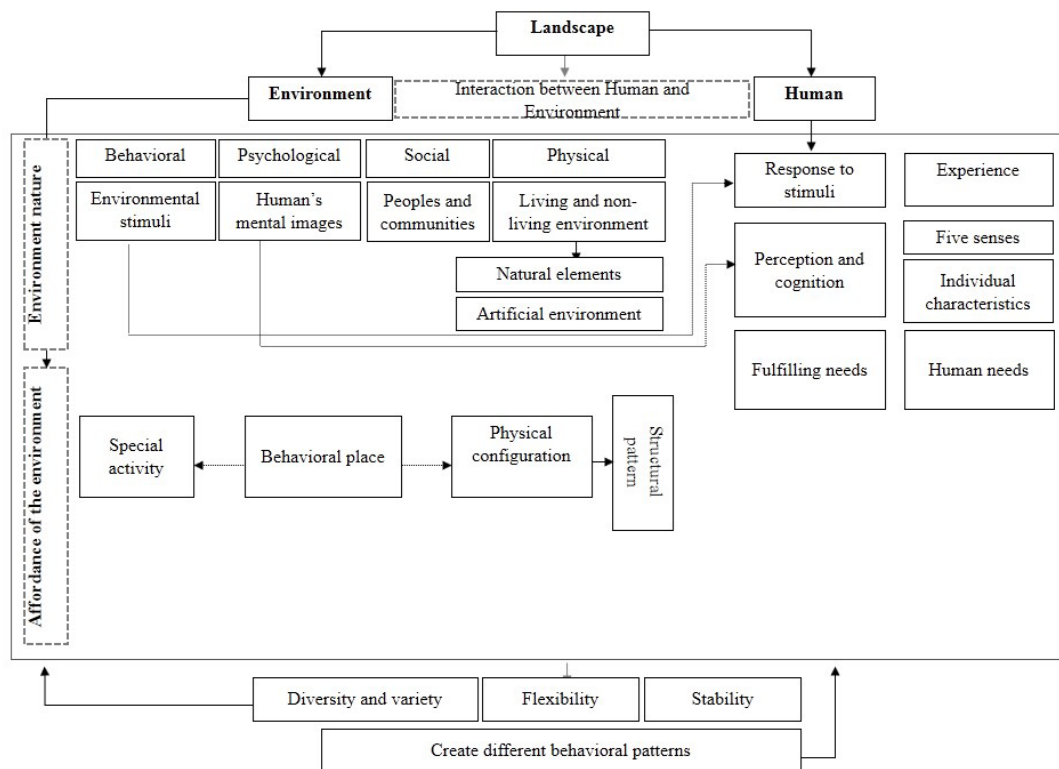 Landscape
Environment
Interaction between Human and
Environment
Human
Environment nature
Behavioral
Psychological
Social
Physical
Environmental
stimuli
Human's
mental images
Peoples and
communities
Living and non-
living environment
Natural elements
Artificial environment
Response to
stimuli
Experience
Perception and
cognition
Five senses
Individual
characteristics
Fulfilling needs
Human needs
Affordance of the environment
Special
activity
Behavioral place
Physical
configuration
Structural
pattern
Diversity and variety
Flexibility
Stability
Create different behavioral patterns